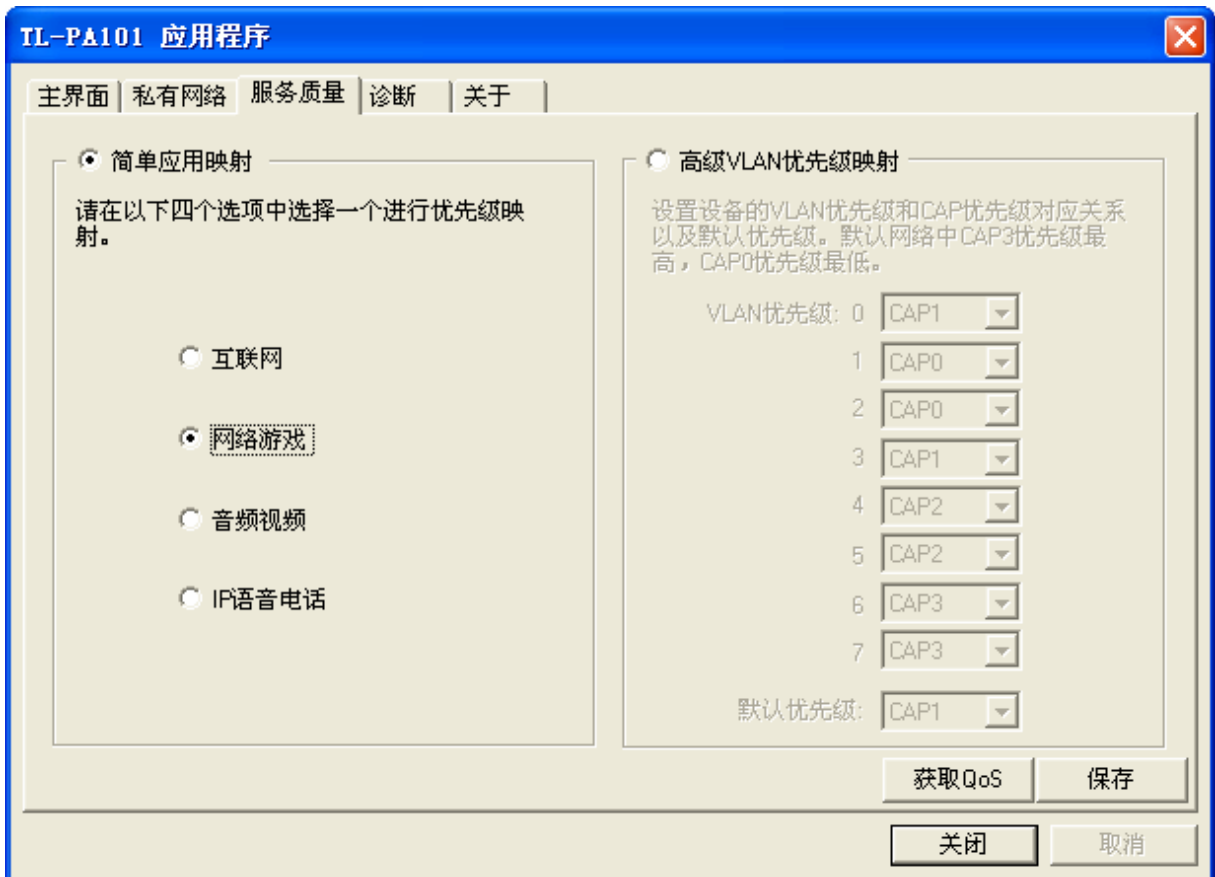 TL-PA101 应用程序
主界面 私有网络 服务质量 诊断 关于
简单应用映射
请在以下四个选项中选择一个进行优先级映
射。
互联网
网络游戏
音频视频
IP语音电话
高级VLAN优先级映射
设置设备的VLAN优先级和CAP优先级对应关系
以及默认优先级。默认网络中CAP3优先级最
高，CAP0优先级最低。
VLAN优先级: 0 CAP1
1 CAP0
2 CAP0
3 CAP1
4 CAP2
5 CAP2
6 CAP3
7 CAP3
默认优先级: CAP1
获取QoS 保存
关闭 取消